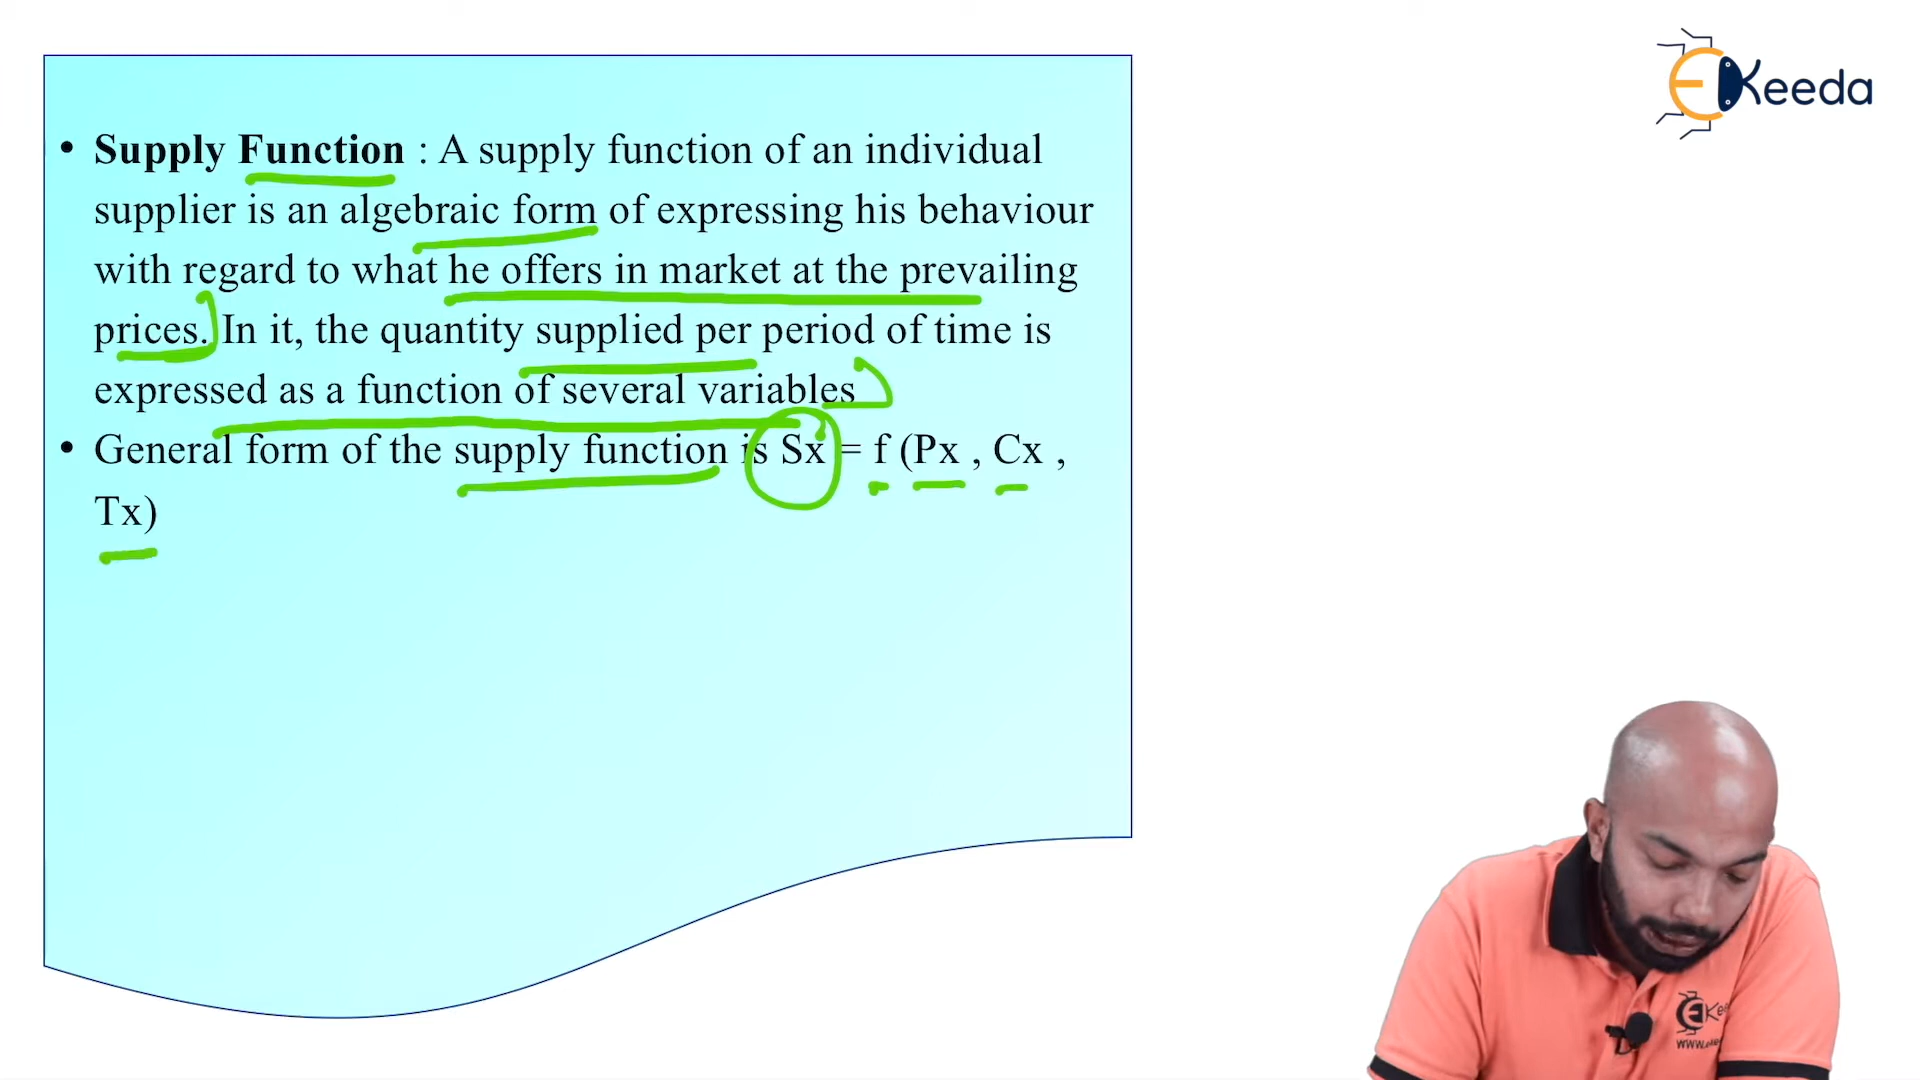 EKeeda
• Supply Function : A supply function of an individual
supplier is an algebraic form of expressing his behaviour
with regard to what he offers in market at the prevailing
prices. In it, the quantity supplied per period of time is
expressed as a function of several variables
• General form of the supply function is Sx = f (Px , Cx ,
Tx)